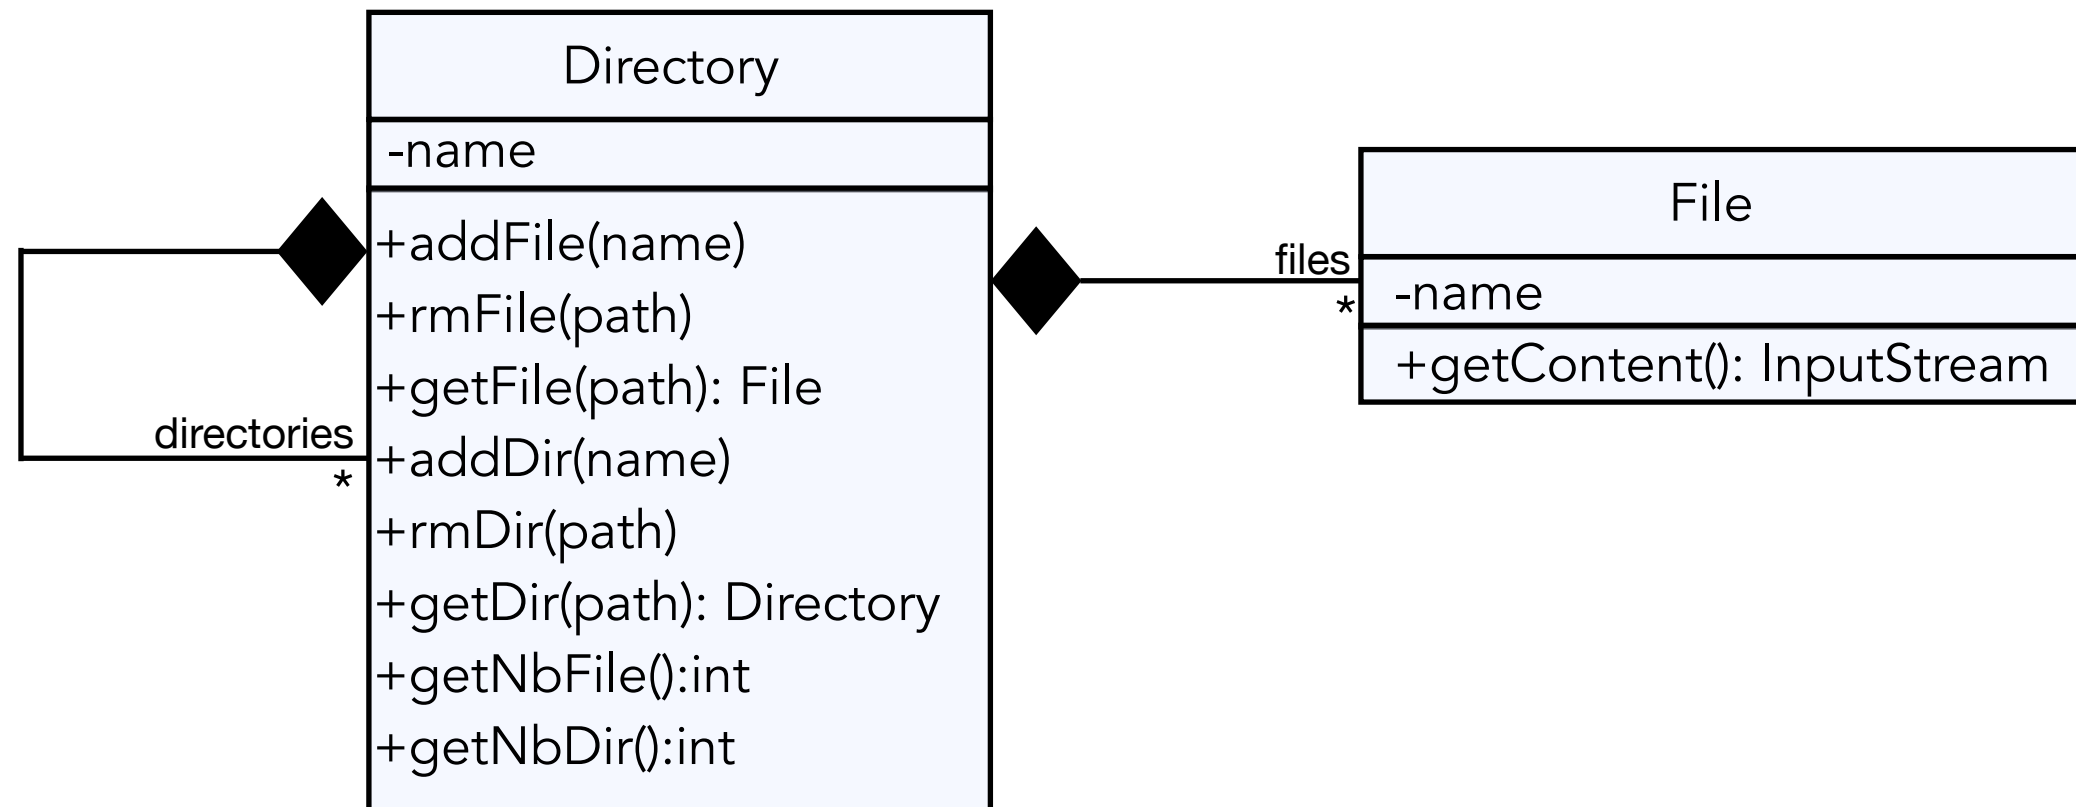 Directory
-name
+addFile(name)
+rmFile(path)
+getFile(path): File
+addDir(name)
+rmDir(path)
+getDir(path): Directory
+getNbFile():int
+getNbDir():int
directories
*
files
*
File
-name
+getContent(): InputStream